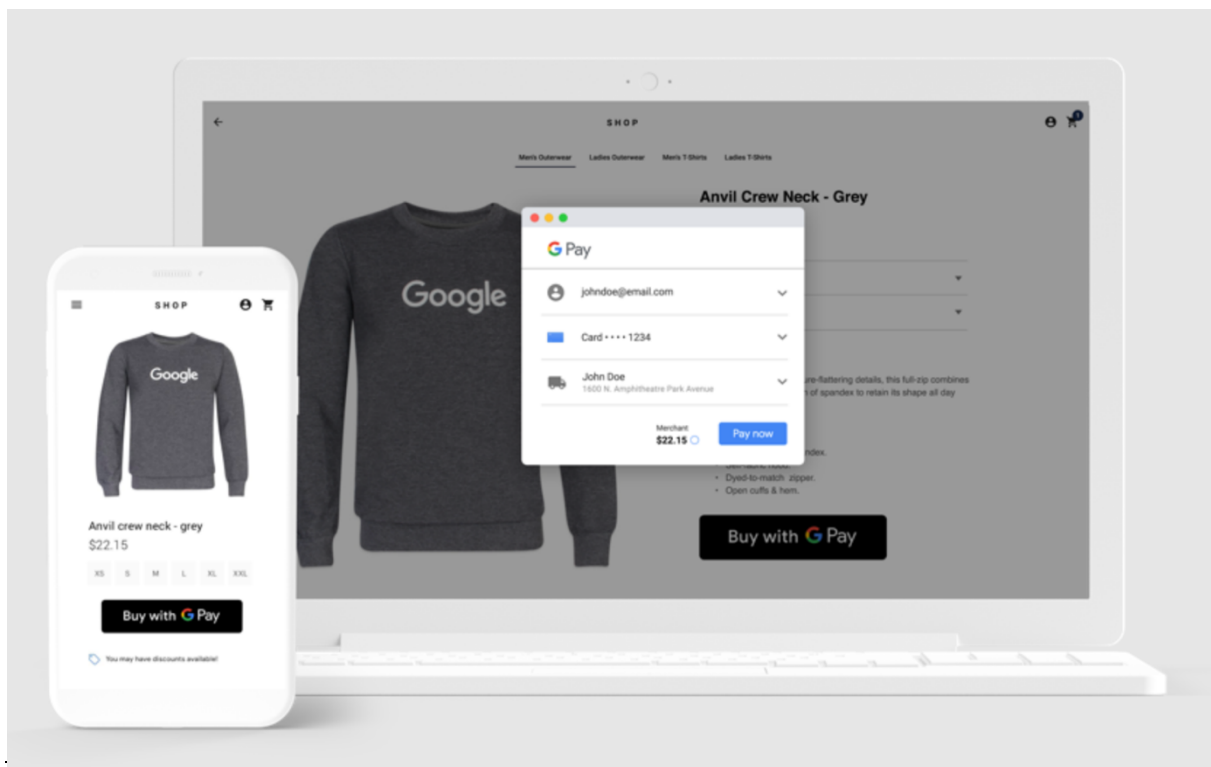 SHOP
1
Men's Outerwear Ladies Outerwear Men's T-Shirts Ladies T-Shirts
Anvil Crew Neck - Grey
Google
G Pay
johndoe@email.com
Card •••• 1234
John Doe
1600 N. Amphitheatre Park Avenue
Merchant
$22.15
Pay now
ure-flattering details, this full-zip combines
of spandex to retain its shape all day
ndex.
• Self-fabric hood.
• Dyed-to-match zipper.
• Open cuffs & hem.
Buy with G Pay
SHOP
Google
Anvil crew neck - grey
$22.15
XS S M L XL XXL
Buy with G Pay
You may have discounts available!